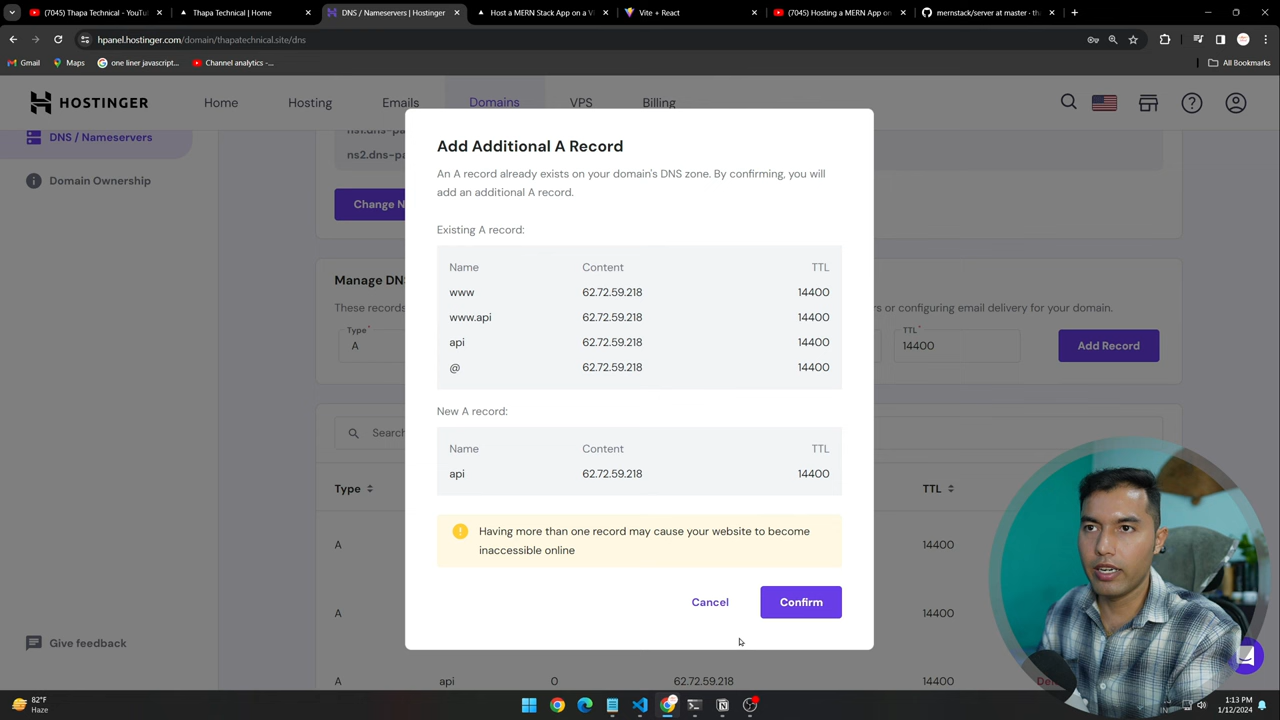 (7045) Thapa Technical - YouT
Thapa Technical | Home
DNS / Nameservers | Hostinger
Host a MERN Stack App on a V
Vite + React
(7045) Hosting a MERN App on
mernstack/server at master · th
hpanel.hostinger.com/domain/thapatechnical.site/dns
Gmail
Maps
one liner javascript...
Channel analytics -...
All Bookmarks
HOSTINGER
Home
Hosting
Emails
Domains
VPS
Billing
DNS / Nameservers
Domain Ownership
Give feedback
ns1.dns-pa
ns2.dns-pa
Change N
Manage DN
These records
rs or configuring email delivery for your domain.
Type*
A
TTL*
14400
Add Record
Search
Type
TTL
A
14400
A
14400
A
api
0
62.72.59.218
De
Add Additional A Record
An A record already exists on your domain's DNS zone. By confirming, you will
add an additional A record.
Existing A record:
Name Content TTL
www 62.72.59.218 14400
www.api 62.72.59.218 14400
api 62.72.59.218 14400
@ 62.72.59.218 14400
New A record:
Name Content TTL
api 62.72.59.218 14400
Having more than one record may cause your website to become
inaccessible online
Cancel
Confirm
82°F
Haze
IN
1:13 PM
1/12/2024